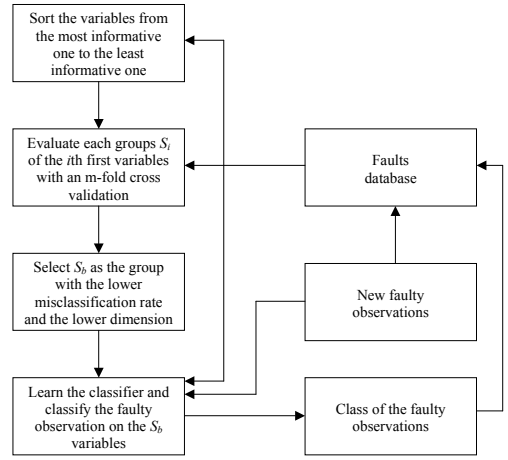 Sort the variables from
the most informative
one to the least
informative one
Evaluate each groups Si
of the ith first variables
with an m-fold cross
validation
Faults
database
Select Sb as the group
with the lower
misclassification rate
and the lower dimension
New faulty
observations
Learn the classifier and
classify the faulty
observation on the Sb
variables
Class of the faulty
observations